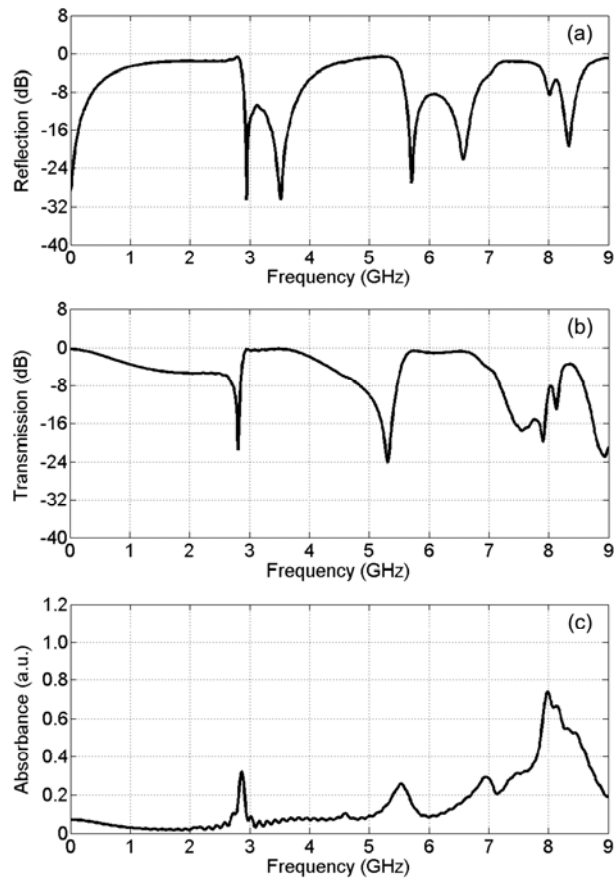 (a)
Reflection (dB)
8
0
-8
-16
-24
-32
-40
0 1 2 3 4 5 6 7 8 9
Frequency (GHz)
(b)
Transmission (dB)
8
0
-8
-16
-24
-32
-40
0 1 2 3 4 5 6 7 8 9
Frequency (GHz)
(c)
Absorbance (a.u.)
1.2
1.0
0.8
0.6
0.4
0.2
0
0 1 2 3 4 5 6 7 8 9
Frequency (GHz)